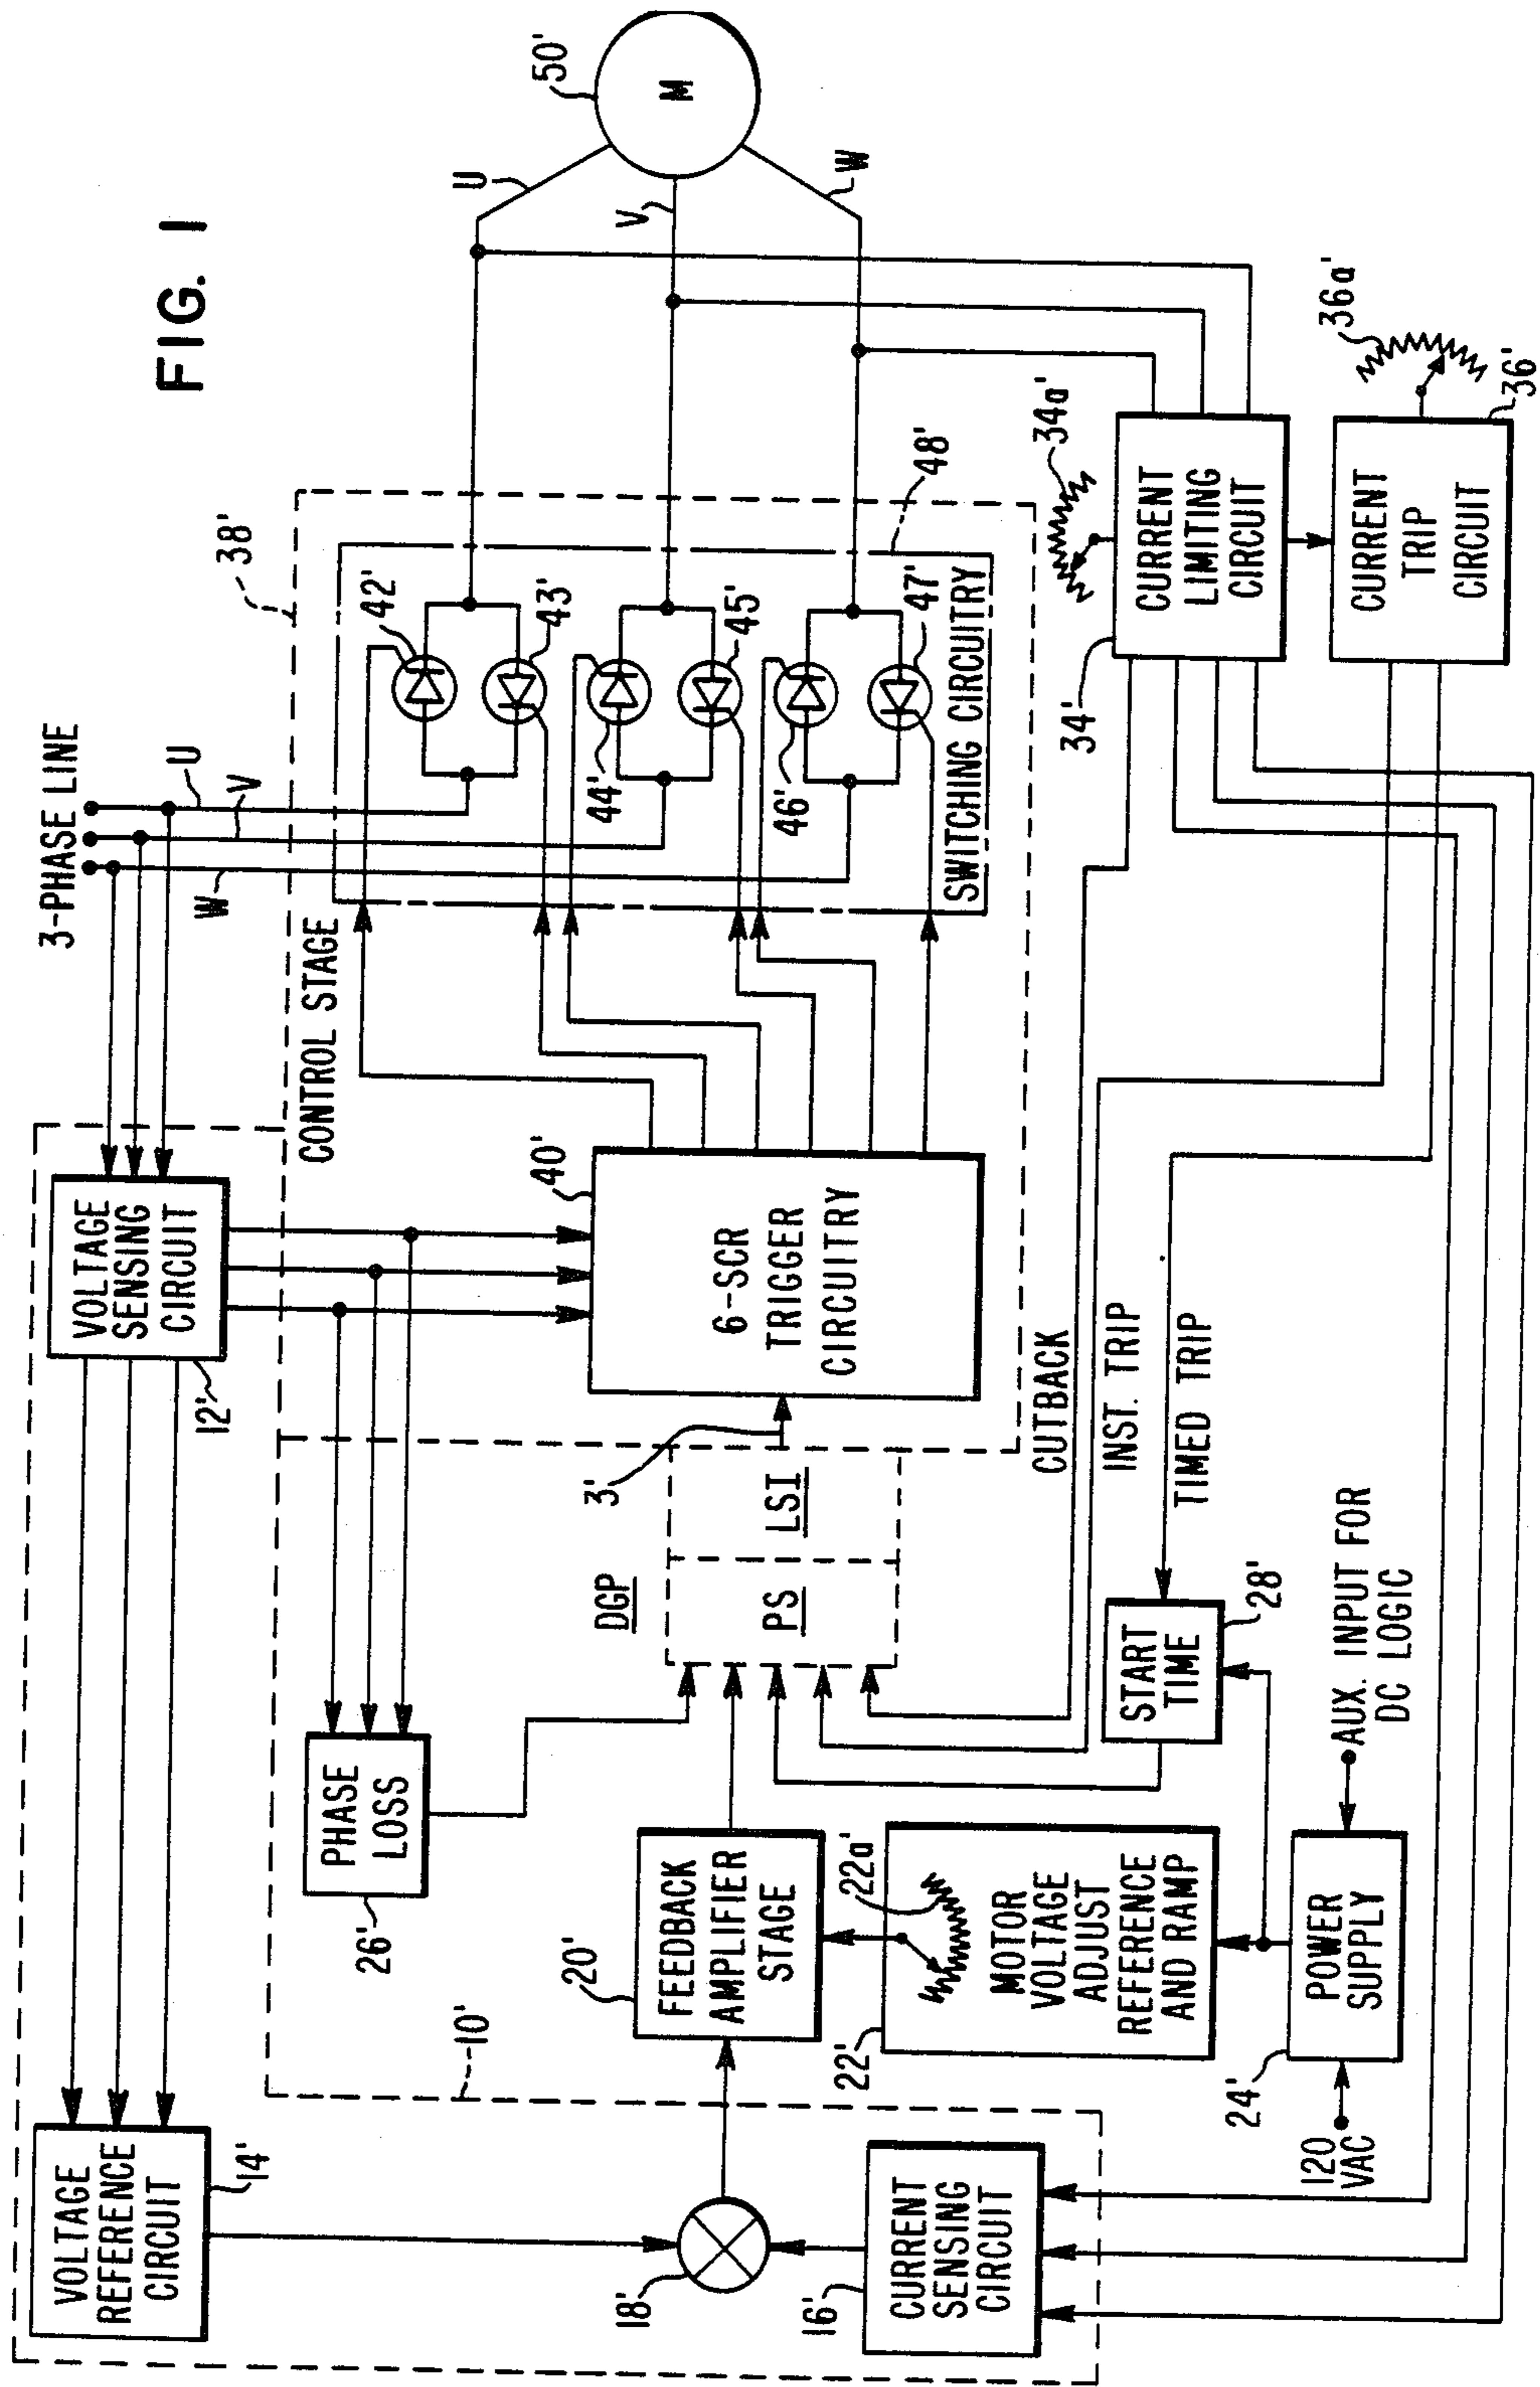 FIG. 1
3-PHASE LINE
U
V
W
38'
CONTROL STAGE
42'
43'
44'
45'
46'
47'
SWITCHING CIRCUITRY
48'
U
V
W
50'
M
VOLTAGE
SENSING
CIRCUIT
12'
VOLTAGE
REFERENCE
CIRCUIT
14'
40'
6-SCR
TRIGGER
CIRCUITRY
3'
PHASE
LOSS
26'
DGP
PS
LSI
10'
18'
20'
FEEDBACK
AMPLIFIER
STAGE
22'
22a'
MOTOR
VOLTAGE
ADJUST
REFERENCE
AND RAMP
16'
CURRENT
SENSING
CIRCUIT
24'
POWER
SUPPLY
120
VAC
AUX. INPUT FOR
DC LOGIC
START
TIME
28'
CUTBACK
INST. TRIP
TIMED TRIP
34'
34a'
CURRENT
LIMITING
CIRCUIT
36a'
36'
CURRENT
TRIP
CIRCUIT